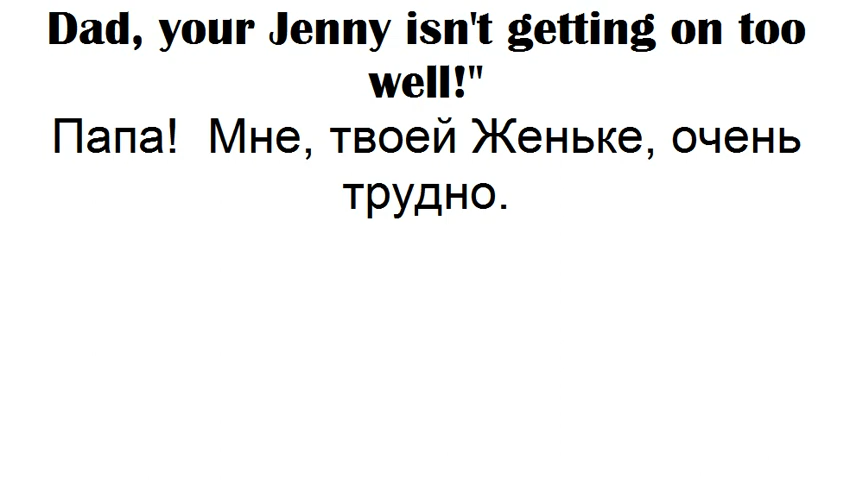 Dad, your Jenny isn't getting on too
well!"
Папа!  Мне, твоей Женьке, очень
трудно.